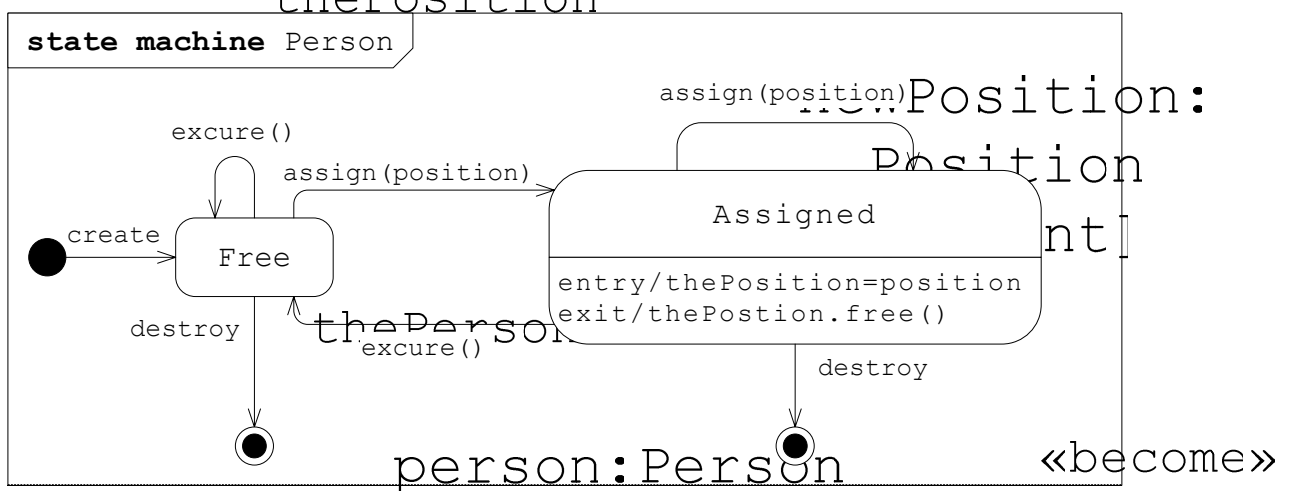 thePosition
state machine Person
assign(position)
Position:
excure()
Position
assign(position)
Assigned
create
nt]
Free
entry/thePosition=position
exit/thePostion.free()
destroy
thePerson
excure()
destroy
person:Person
«become»